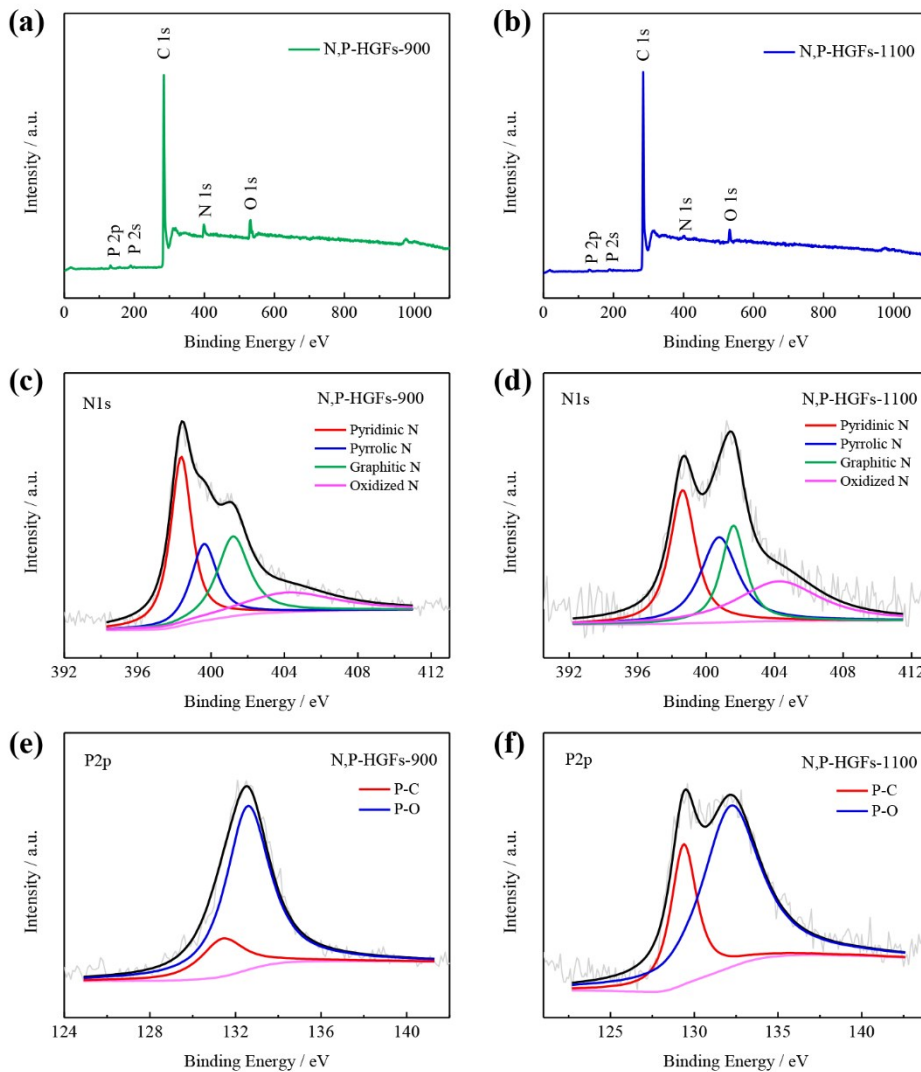 (a)
N,P-HGFs-900
C 1s
P 2p
P 2s
N 1s
O 1s
Intensity / a.u.
0 200 400 600 800 1000
Binding Energy / eV
(b)
N,P-HGFs-1100
C 1s
P 2p
P 2s
N 1s
O 1s
Intensity / a.u.
0 200 400 600 800 1000
Binding Energy / eV
(c)
N1s
N,P-HGFs-900
Pyridinic N
Pyrrolic N
Graphitic N
Oxidized N
Intensity / a.u.
392 396 400 404 408 412
Binding Energy / eV
(d)
N1s
N,P-HGFs-1100
Pyridinic N
Pyrrolic N
Graphitic N
Oxidized N
Intensity / a.u.
392 396 400 404 408 412
Binding Energy / eV
(e)
P2p
N,P-HGFs-900
P-C
P-O
Intensity / a.u.
124 128 132 136 140
Binding Energy / eV
(f)
P2p
N,P-HGFs-1100
P-C
P-O
Intensity / a.u.
125 130 135 140
Binding Energy / eV